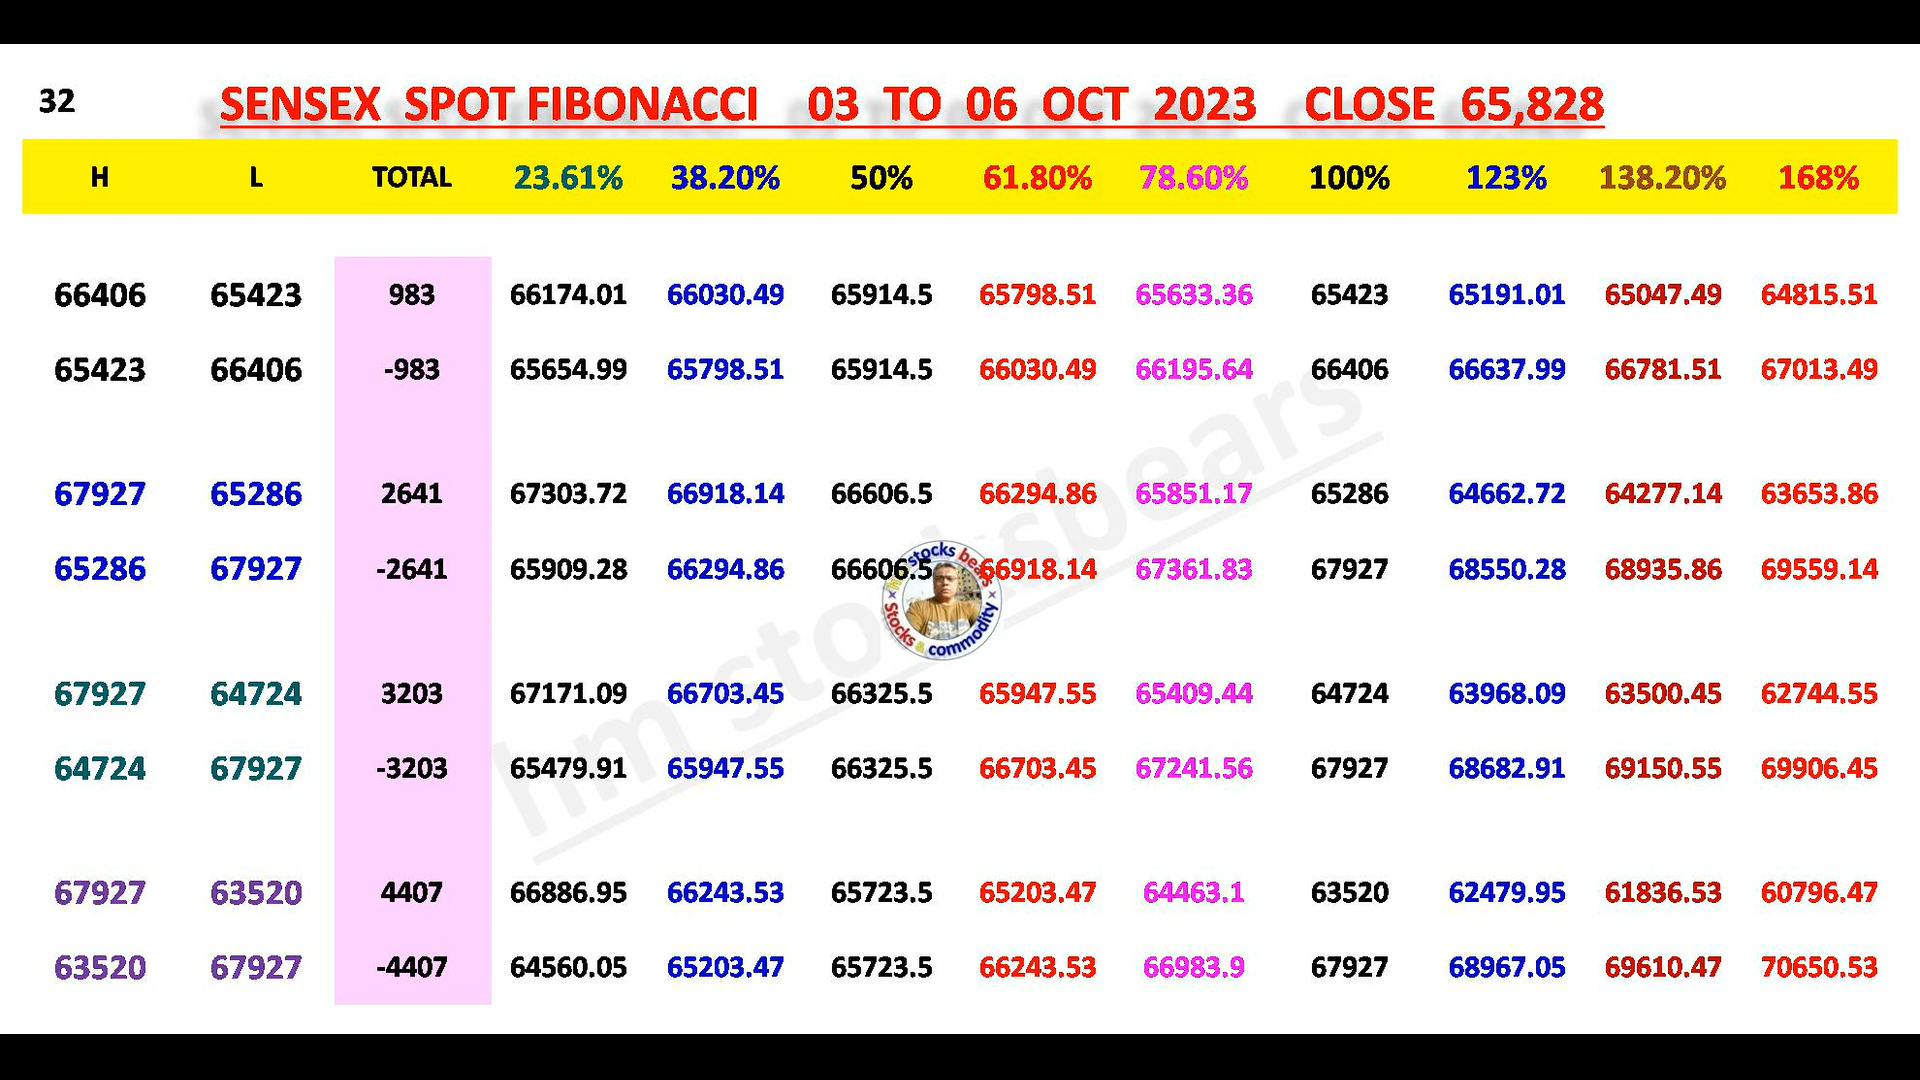 32 SENSEX SPOT FIBONACCI 03 TO 06 OCT 2023 CLOSE 65,828
H L TOTAL 23.61% 38.20% 50% 61.80% 78.60% 100% 123% 138.20% 168%
66406 65423 983 66174.01 66030.49 65914.5 65798.51 65633.36 65423 65191.01 65047.49 64815.51
65423 66406 -983 65654.99 65798.51 65914.5 66030.49 66195.64 66406 66637.99 66781.51 67013.49
67927 65286 2641 67303.72 66918.14 66606.5 66294.86 65851.17 65286 64662.72 64277.14 63653.86
65286 67927 -2641 65909.28 66294.86 66606.5 66918.14 67361.83 67927 68550.28 68935.86 69559.14
67927 64724 3203 67171.09 66703.45 66325.5 65947.55 65409.44 64724 63968.09 63500.45 62744.55
64724 67927 -3203 65479.91 65947.55 66325.5 66703.45 67241.56 67927 68682.91 69150.55 69906.45
67927 63520 4407 66886.95 66243.53 65723.5 65203.47 64463.1 63520 62479.95 61836.53 60796.47
63520 67927 -4407 64560.05 65203.47 65723.5 66243.53 66983.9 67927 68967.05 69610.47 70650.53
hm stocksbears
stocks bears
Stocks & commodity